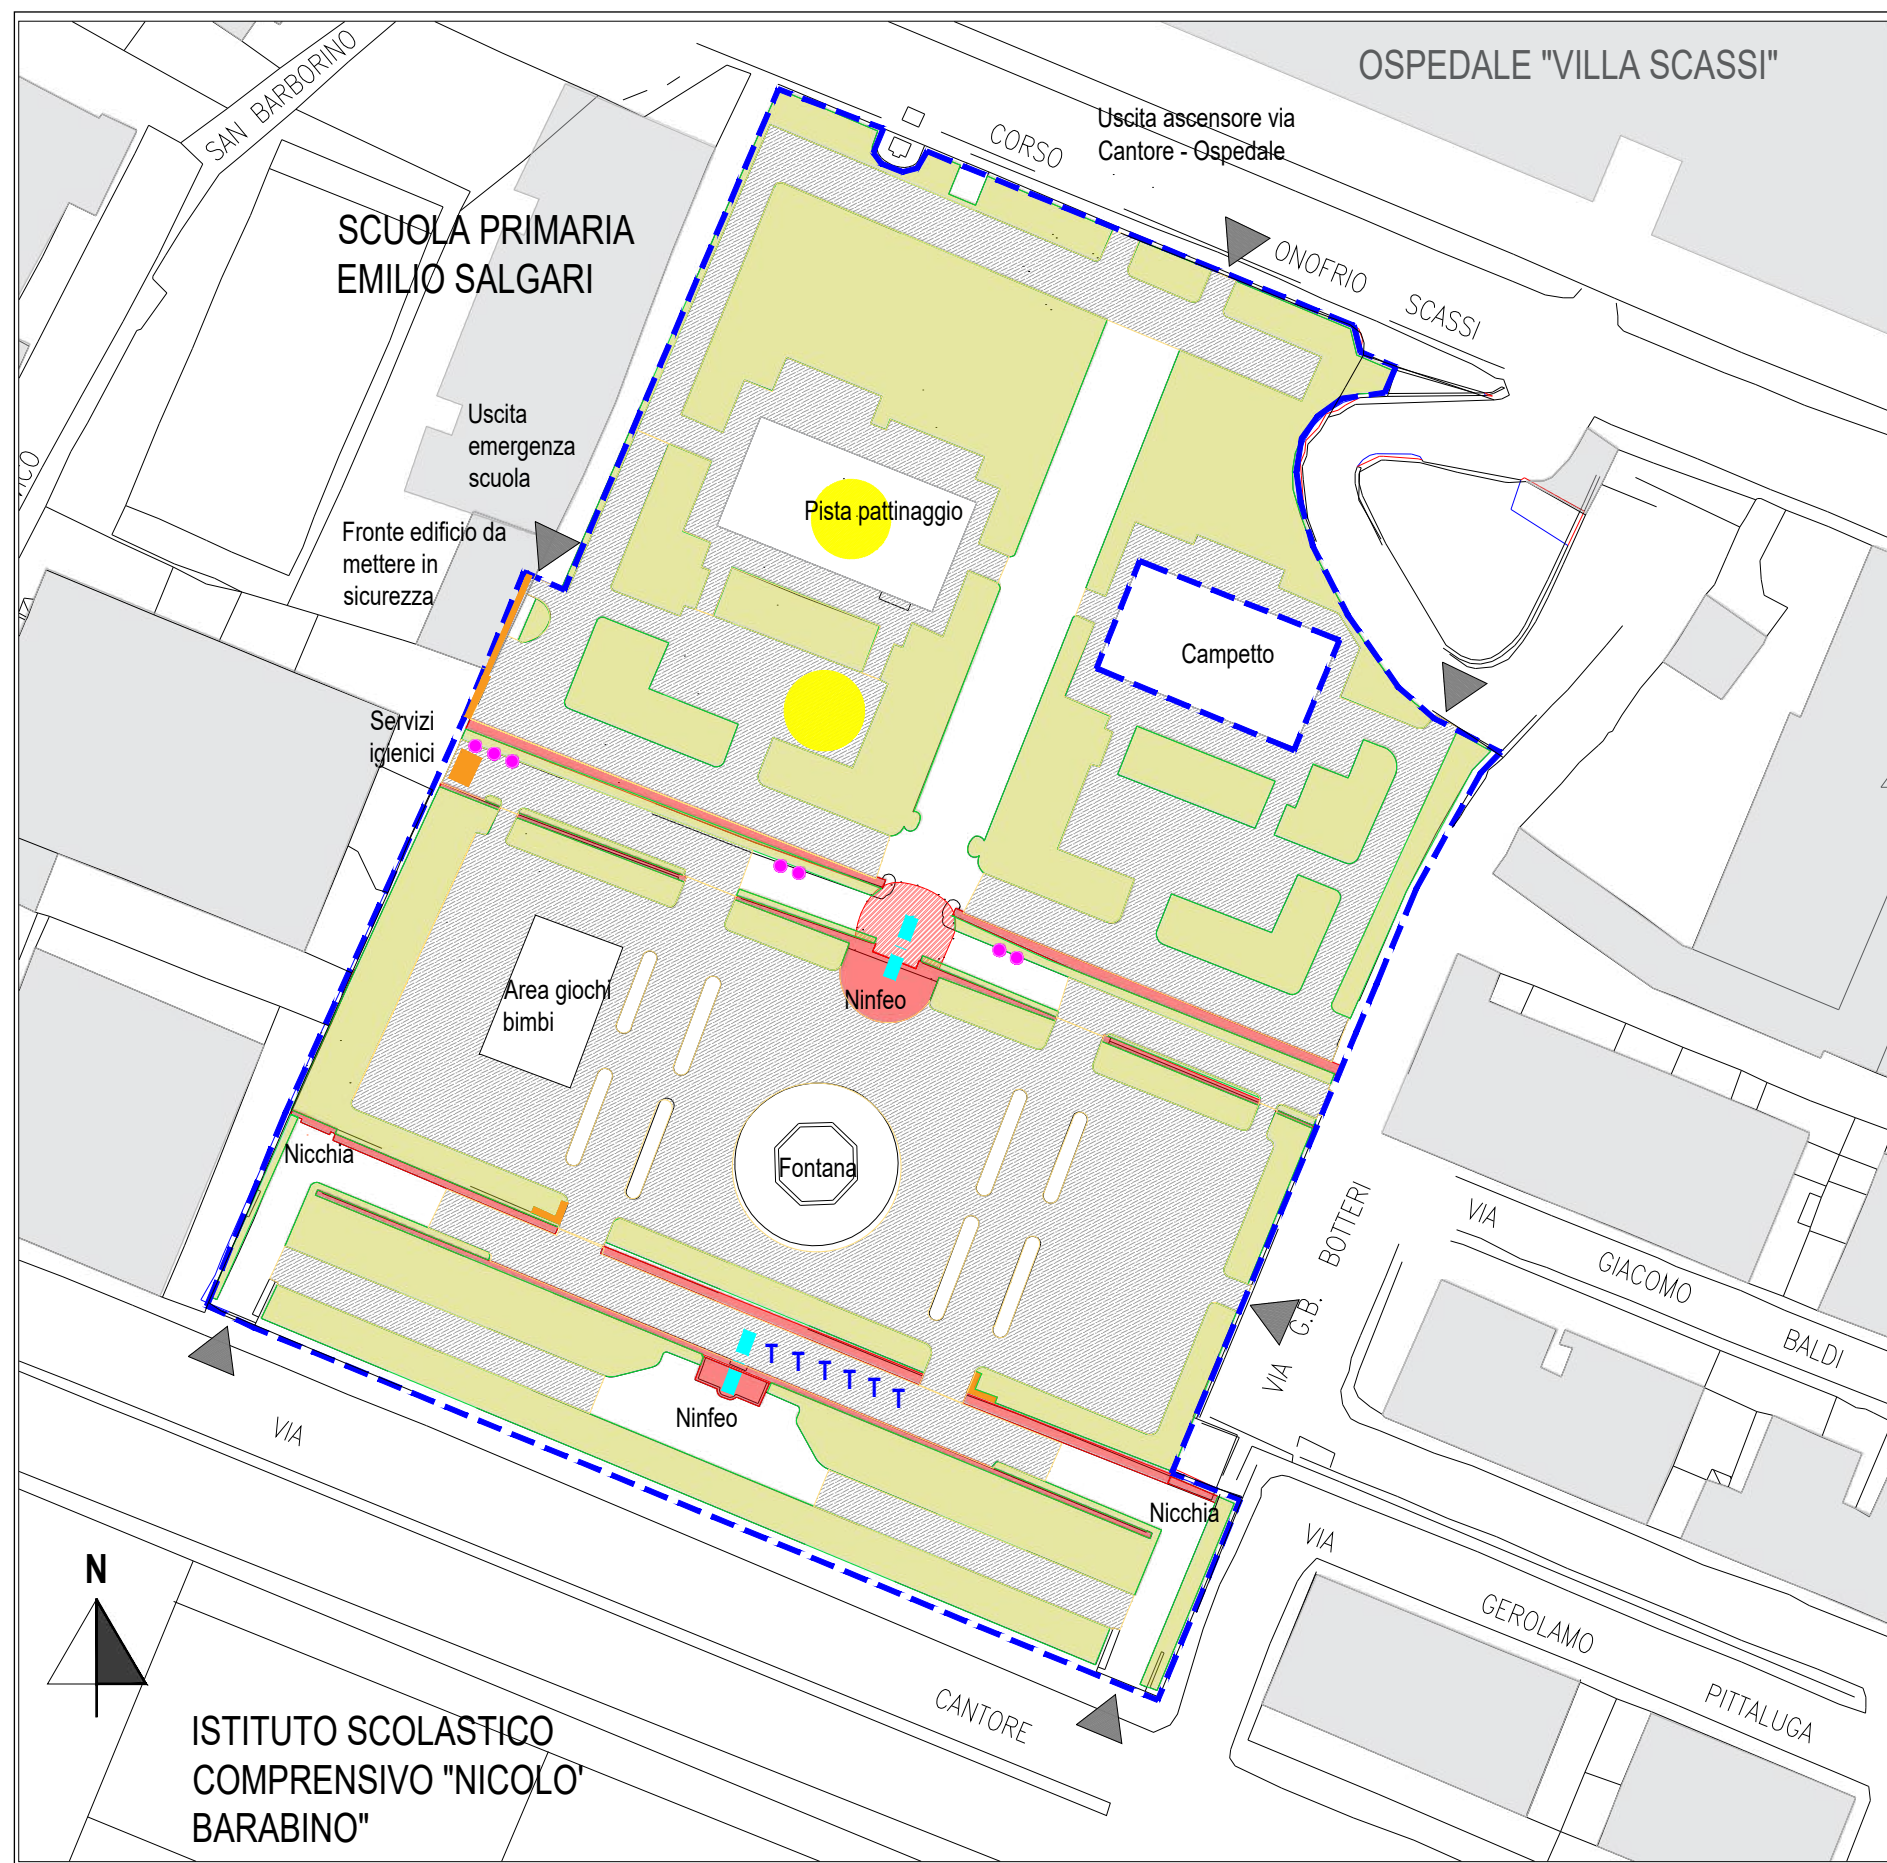 OSPEDALE "VILLA SCASSI"
SAN BARBORINO
Uscita ascensore via
Cantore - Ospedale
CORSO
ONOFRIO
SCASSI
SCUOLA PRIMARIA
EMILIO SALGARI
Uscita
emergenza
scuola
Fronte edificio da
mettere in
sicurezza
Pista pattinaggio
Campetto
Servizi
igienici
Area giochi
bimbi
Ninfeo
Nicchia
Fontana
VIA G.B. BOTTERI
VIA
GIACOMO
BALDI
T T T T T T
Ninfeo
Nicchia
VIA
CANTORE
VIA
GEROLAMO
PITTALUGA
N
ISTITUTO SCOLASTICO
COMPRENSIVO "NICOLO'
BARABINO"